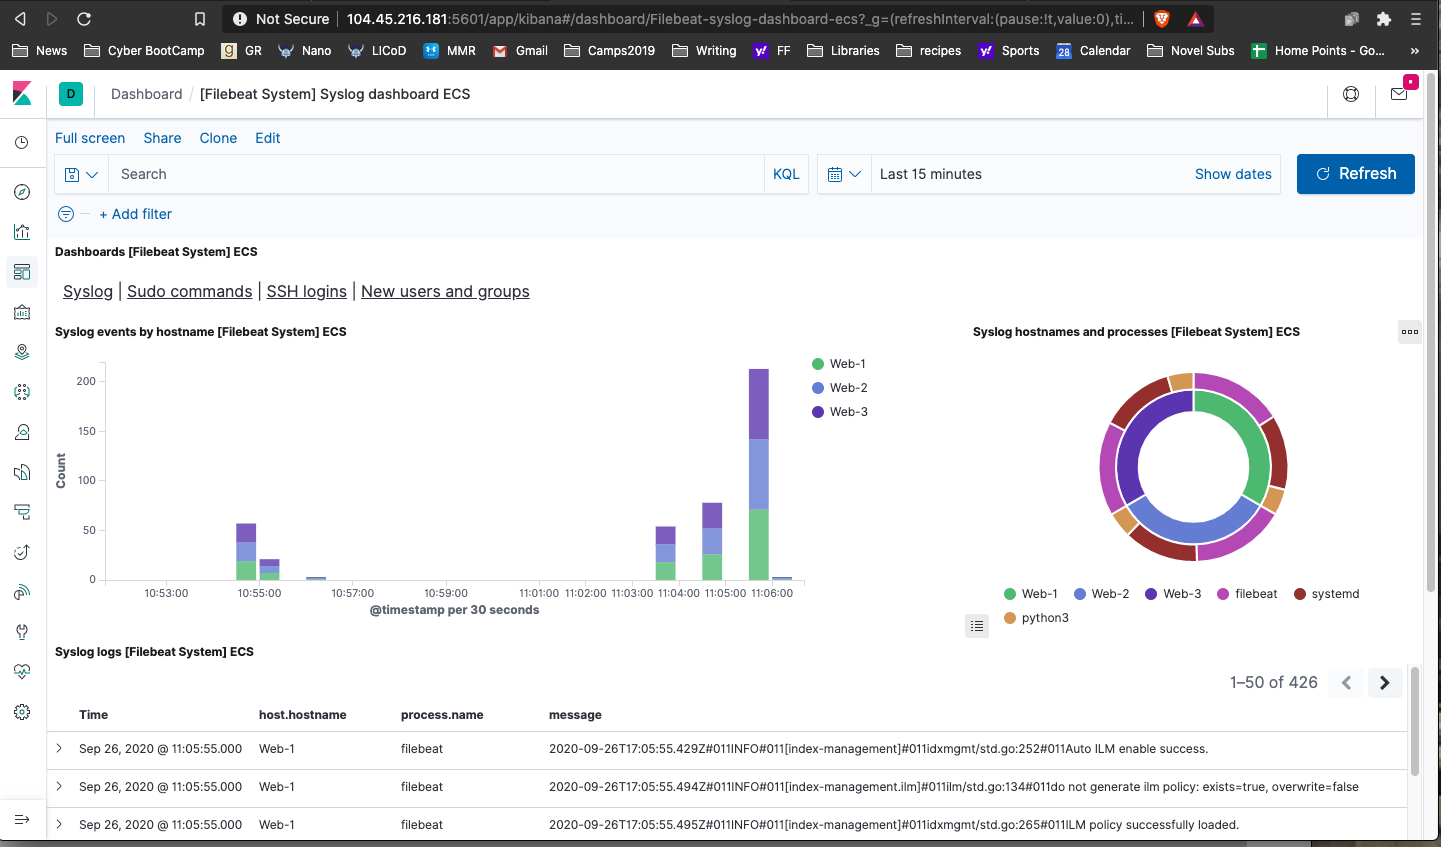 Not Secure 104.45.216.181:5601/app/kibana#/dashboard/Filebeat-syslog-dashboard-ecs?_g=(refreshInterval:(pause:!t,value:0),ti...
News Cyber BootCamp g GR Nano LICoD MMR Gmail Camps2019 Writing y! FF Libraries recipes y! Sports 28 Calendar Novel Subs Home Points - Go... »
D Dashboard / [Filebeat System] Syslog dashboard ECS
Full screen Share Clone Edit
Search KQL Last 15 minutes Show dates Refresh
+ Add filter
Dashboards [Filebeat System] ECS
Syslog | Sudo commands | SSH logins | New users and groups
Syslog events by hostname [Filebeat System] ECS
200
150
100
50
0
Count
10:53:00 10:55:00 10:57:00 10:59:00 11:01:00 11:02:00 11:03:00 11:04:00 11:05:00 11:06:00
@timestamp per 30 seconds
Web-1
Web-2
Web-3
Syslog hostnames and processes [Filebeat System] ECS
Web-1 Web-2 Web-3 filebeat systemd
python3
Syslog logs [Filebeat System] ECS
1–50 of 426
Time host.hostname process.name message
Sep 26, 2020 @ 11:05:55.000 Web-1 filebeat 2020-09-26T17:05:55.429Z#011INFO#011[index-management]#011idxmgmt/std.go:252#011Auto ILM enable success.
Sep 26, 2020 @ 11:05:55.000 Web-1 filebeat 2020-09-26T17:05:55.494Z#011INFO#011[index-management.ilm]#011ilm/std.go:134#011do not generate ilm policy: exists=true, overwrite=false
Sep 26, 2020 @ 11:05:55.000 Web-1 filebeat 2020-09-26T17:05:55.495Z#011INFO#011[index-management]#011idxmgmt/std.go:265#011ILM policy successfully loaded.